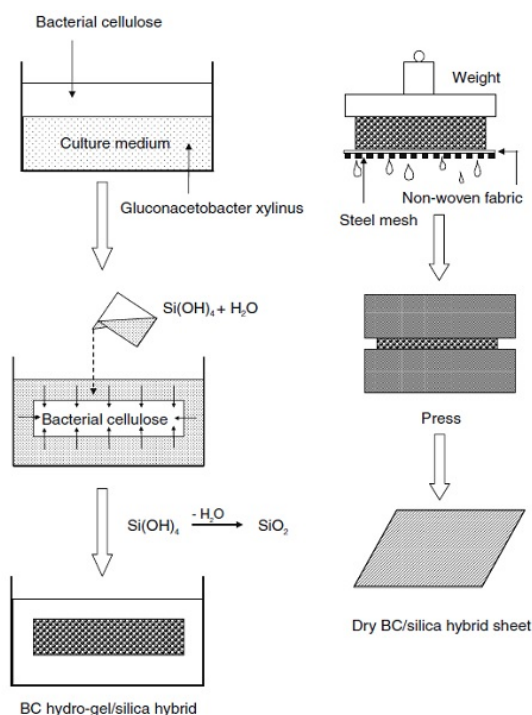 Bacterial cellulose
Culture medium
Gluconacetobacter xylinus
Si(OH)₄ + H₂O
Bacterial cellulose
Si(OH)₄ - H₂O SiO₂
BC hydro-gel/silica hybrid
Weight
Non-woven fabric
Steel mesh
Press
Dry BC/silica hybrid sheet